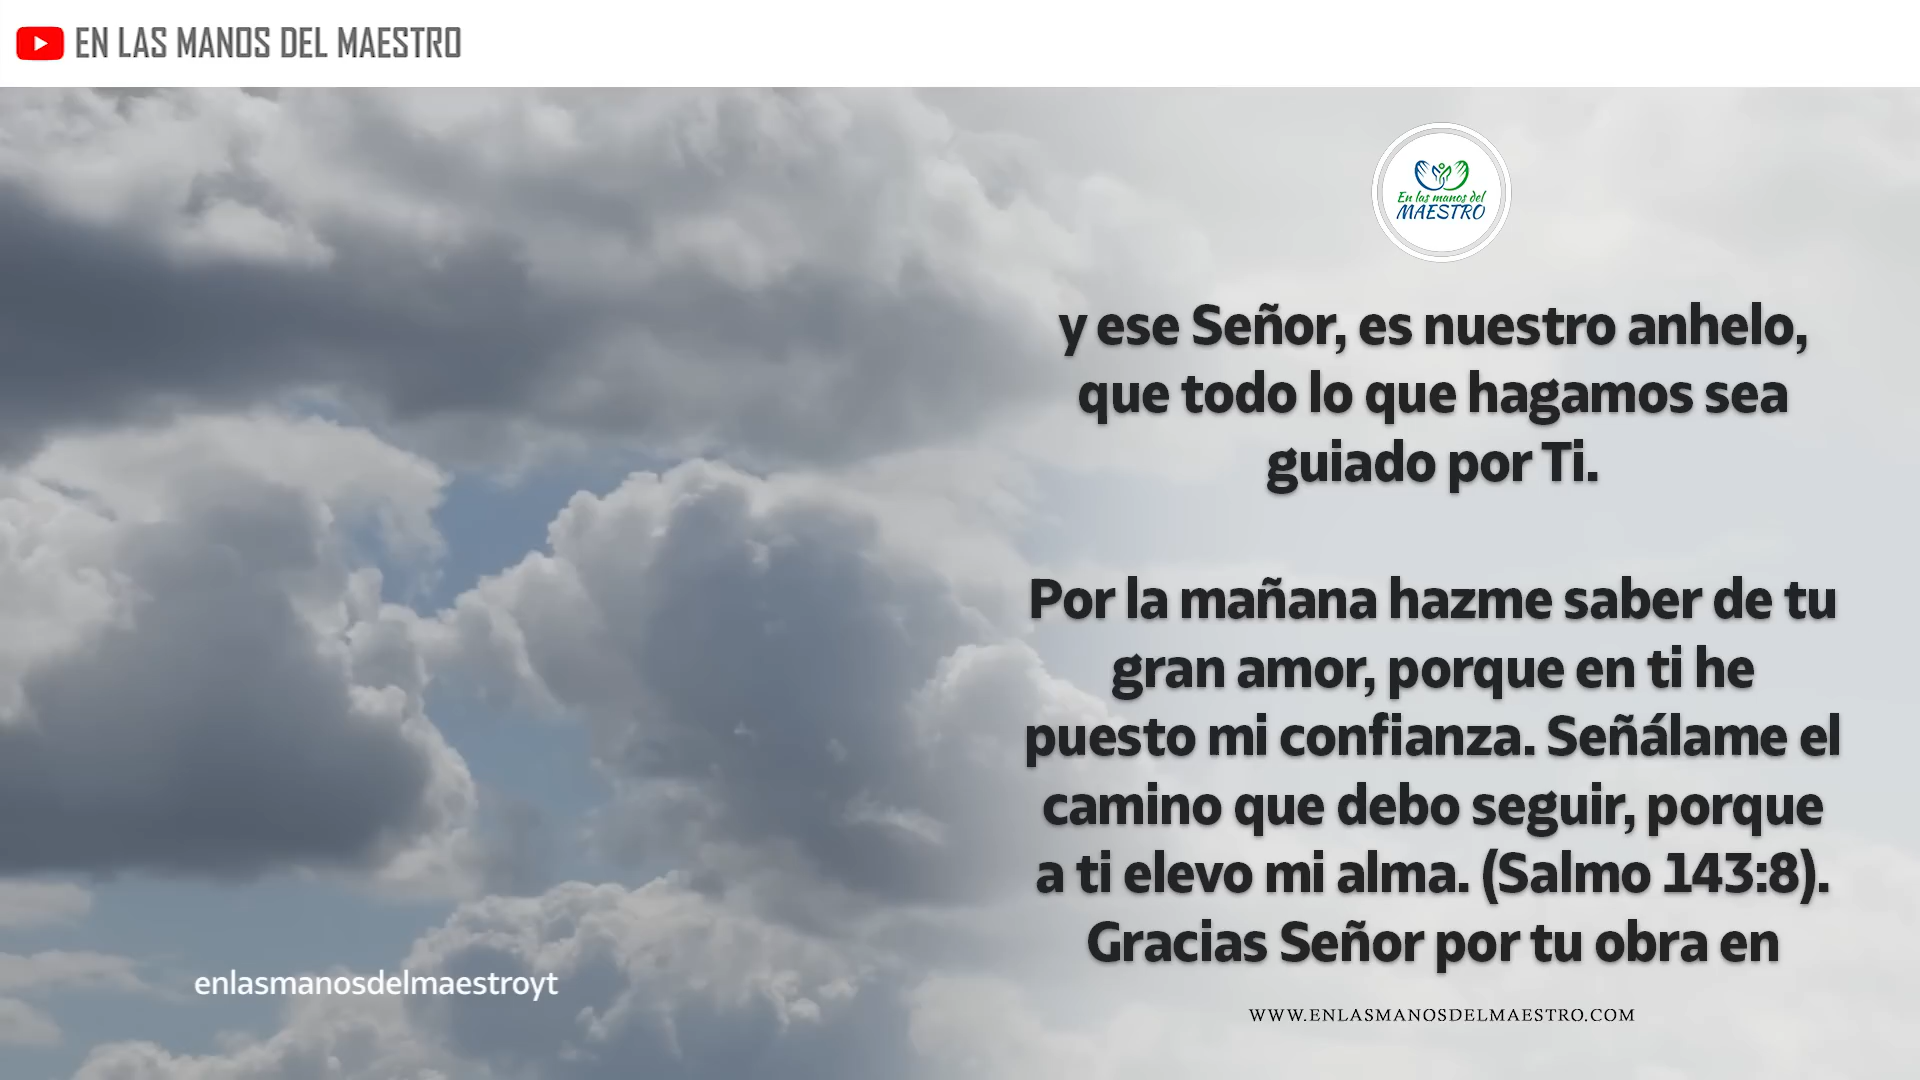 EN LAS MANOS DEL MAESTRO
En las manos del
MAESTRO
y ese Señor, es nuestro anhelo,
que todo lo que hagamos sea
guiado por Ti.
Por la mañana hazme saber de tu
gran amor, porque en ti he
puesto mi confianza. Señálame el
camino que debo seguir, porque
a ti elevo mi alma. (Salmo 143:8).
Gracias Señor por tu obra en
enlasmanosdelmaestroyt
WWW.ENLASMANOSDELMAESTRO.COM